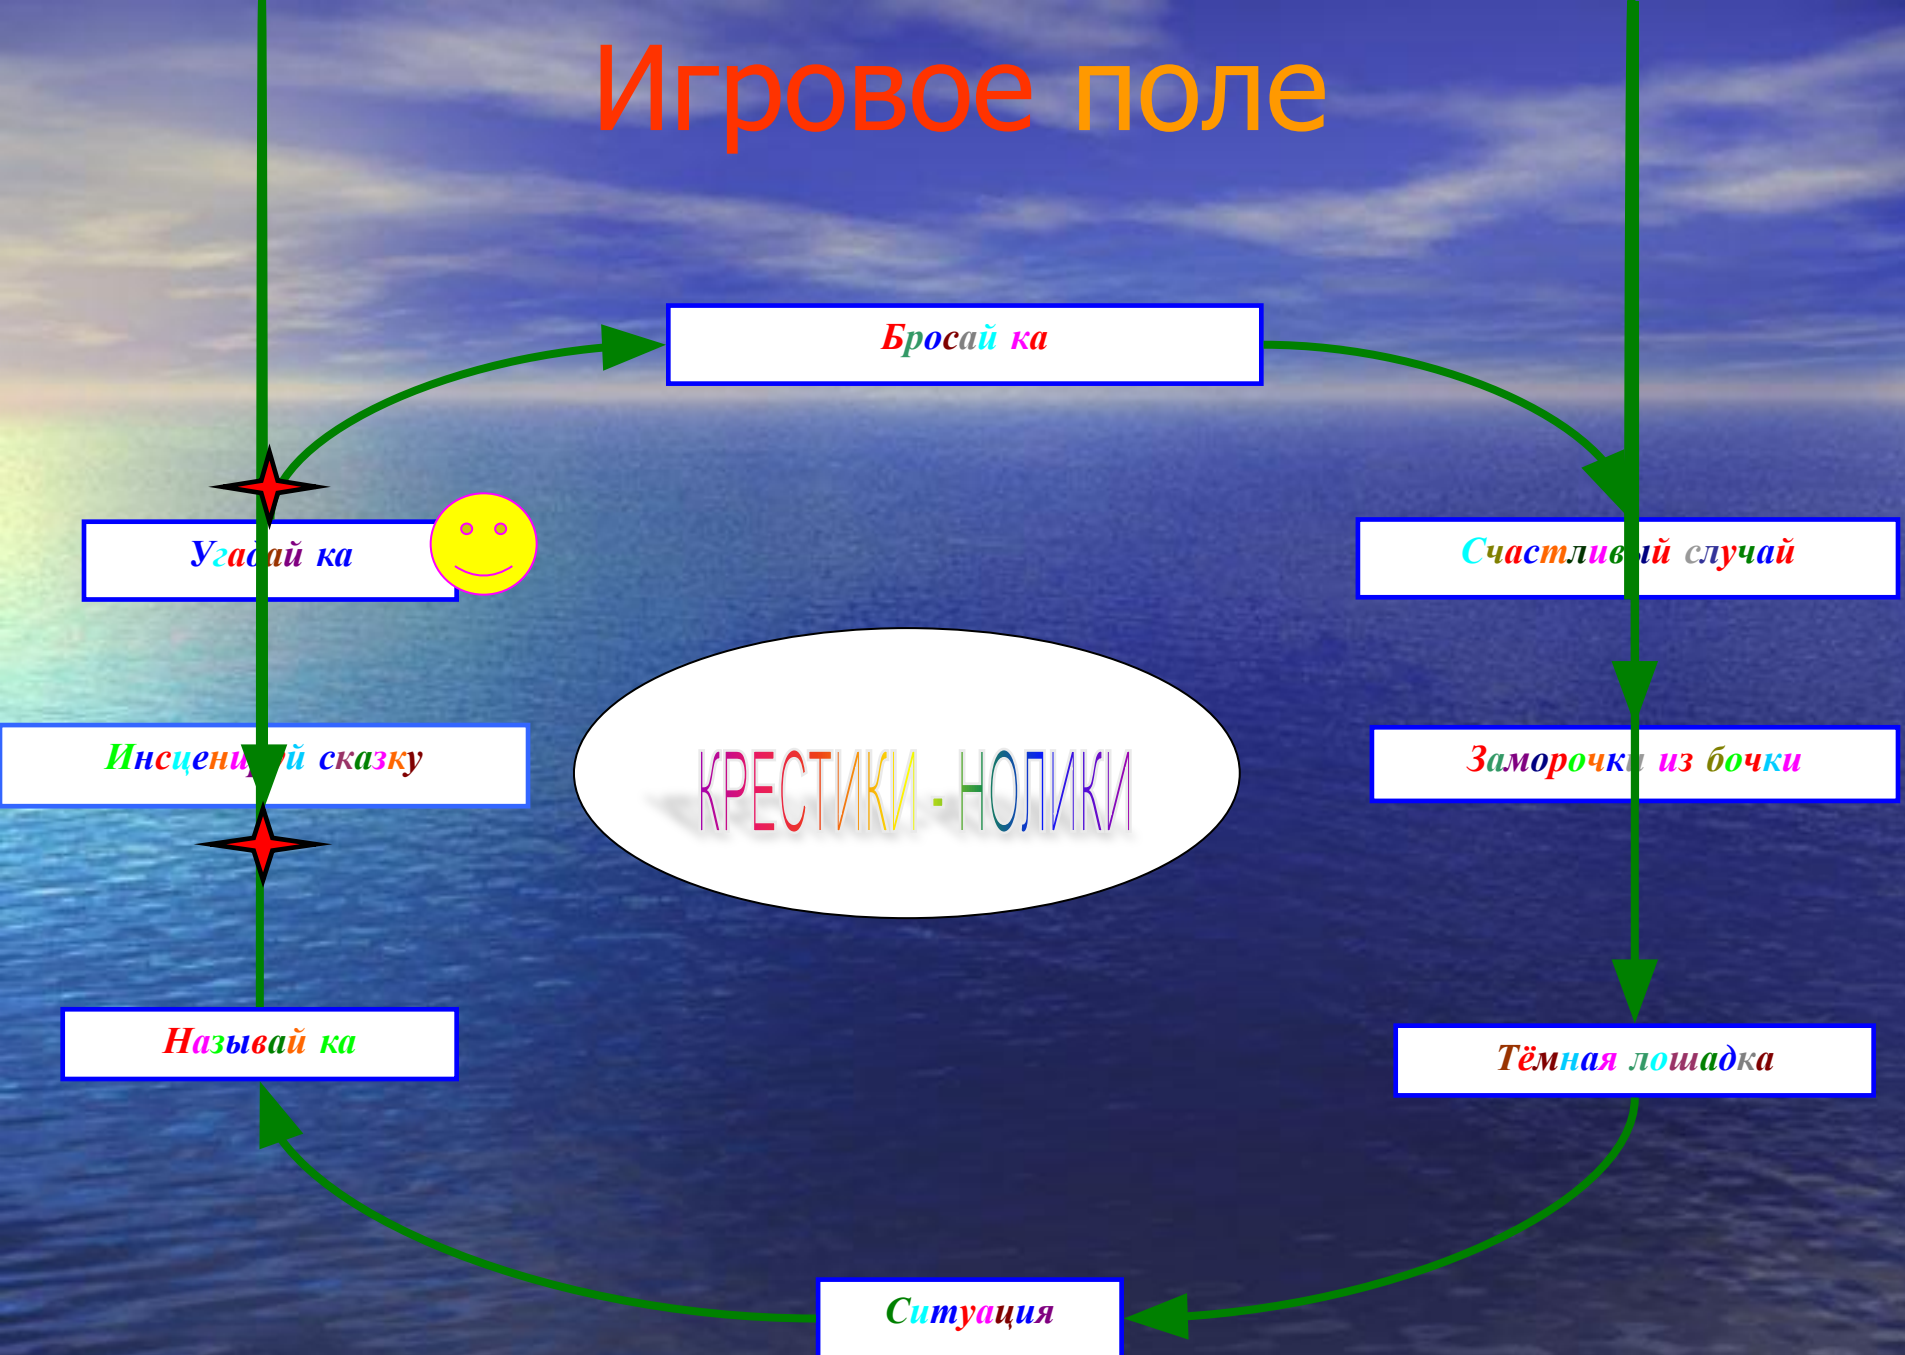 Игровое поле
Бросай ка
Угадай ка
Счастливый случай
Инсценируй сказку
КРЕСТИКИ - НОЛИКИ
Заморочки из бочки
Называй ка
Тёмная лошадка
Ситуация